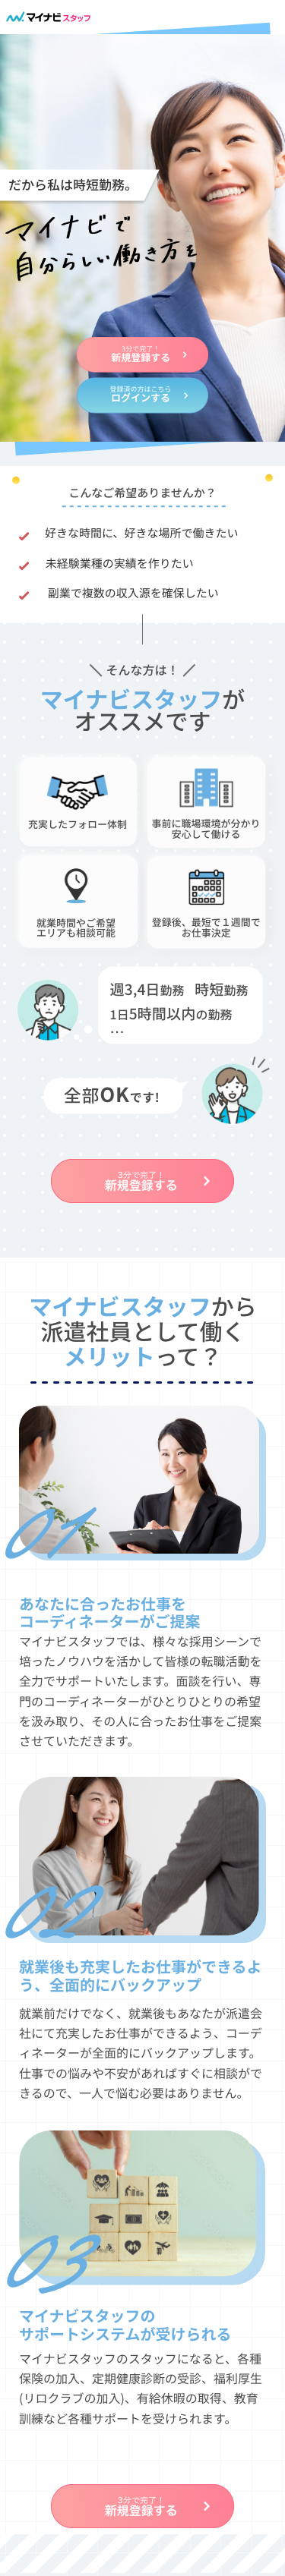 マイナビスタッフ
だから私は時短勤務。
マイナビで
自分らしい働き方を
3分で完了！
新規登録する
登録済の方はこちら
ログインする
こんなご希望ありませんか？
好きな時間に、好きな場所で働きたい
未経験業種の実績を作りたい
副業で複数の収入源を確保したい
＼ そんな方は！ ／
マイナビスタッフが
オススメです
充実したフォロー体制
事前に職場環境が分かり
安心して働ける
就業時間やご希望
エリアも相談可能
登録後、最短で１週間で
お仕事決定
週3,4日勤務 時短勤務
1日5時間以内の勤務
…
全部OKです!
3分で完了！
新規登録する
マイナビスタッフから
派遣社員として働く
メリットって？
01
あなたに合ったお仕事を
コーディネーターがご提案
マイナビスタッフでは、様々な採用シーンで
培ったノウハウを活かして皆様の転職活動を
全力でサポートいたします。面談を行い、専
門のコーディネーターがひとりひとりの希望
を汲み取り、その人に合ったお仕事をご提案
させていただきます。
02
就業後も充実したお仕事ができるよ
う、全面的にバックアップ
就業前だけでなく、就業後もあなたが派遣会
社にて充実したお仕事ができるよう、コーデ
ィネーターが全面的にバックアップします。
仕事での悩みや不安があればすぐに相談がで
きるので、一人で悩む必要はありません。
03
マイナビスタッフの
サポートシステムが受けられる
マイナビスタッフのスタッフになると、各種
保険の加入、定期健康診断の受診、福利厚生
(リロクラブの加入)、有給休暇の取得、教育
訓練など各種サポートを受けられます。
3分で完了！
新規登録する